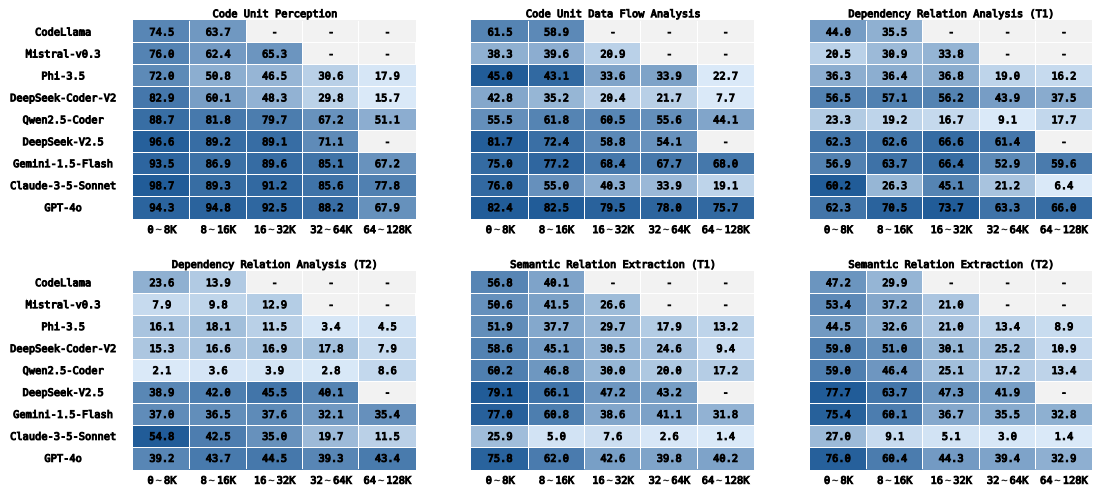 Code Unit Perception Code Unit Data Flow Analysis Dependency Relation Analysis (T1)
CodeLlama 74.5 63.7 - - - 61.5 58.9 - - - 44.0 35.5 - - -
Mistral-v0.3 76.0 62.4 65.3 - - 38.3 39.6 20.9 - - 20.5 30.9 33.8 - -
Phi-3.5 72.0 50.8 46.5 30.6 17.9 45.0 43.1 33.6 33.9 22.7 36.3 36.4 36.8 19.0 16.2
DeepSeek-Coder-V2 82.9 60.1 48.3 29.8 15.7 42.8 35.2 20.4 21.7 7.7 56.5 57.1 56.2 43.9 37.5
Qwen2.5-Coder 88.7 81.8 79.7 67.2 51.1 55.5 61.8 60.5 55.6 44.1 23.3 19.2 16.7 9.1 17.7
DeepSeek-V2.5 96.6 89.2 89.1 71.1 - 81.7 72.4 58.8 54.1 - 62.3 62.6 66.6 61.4 -
Gemini-1.5-Flash 93.5 86.9 89.6 85.1 67.2 75.0 77.2 68.4 67.7 68.0 56.9 63.7 66.4 52.9 59.6
Claude-3-5-Sonnet 98.7 89.3 91.2 85.6 77.8 76.0 55.0 40.3 33.9 19.1 60.2 26.3 45.1 21.2 6.4
GPT-4o 94.3 94.8 92.5 88.2 67.9 82.4 82.5 79.5 78.0 75.7 62.3 70.5 73.7 63.3 66.0
0~8K 8~16K 16~32K 32~64K 64~128K 0~8K 8~16K 16~32K 32~64K 64~128K 0~8K 8~16K 16~32K 32~64K 64~128K
Dependency Relation Analysis (T2) Semantic Relation Extraction (T1) Semantic Relation Extraction (T2)
CodeLlama 23.6 13.9 - - - 56.8 40.1 - - - 47.2 29.9 - - -
Mistral-v0.3 7.9 9.8 12.9 - - 50.6 41.5 26.6 - - 53.4 37.2 21.0 - -
Phi-3.5 16.1 18.1 11.5 3.4 4.5 51.9 37.7 29.7 17.9 13.2 44.5 32.6 21.0 13.4 8.9
DeepSeek-Coder-V2 15.3 16.6 16.9 17.8 7.9 58.6 45.1 30.5 24.6 9.4 59.0 51.0 30.1 25.2 10.9
Qwen2.5-Coder 2.1 3.6 3.9 2.8 8.6 60.2 46.8 30.0 20.0 17.2 59.0 46.4 25.1 17.2 13.4
DeepSeek-V2.5 38.9 42.0 45.5 40.1 - 79.1 66.1 47.2 43.2 - 77.7 63.7 47.3 41.9 -
Gemini-1.5-Flash 37.0 36.5 37.6 32.1 35.4 77.0 60.8 38.6 41.1 31.8 75.4 60.1 36.7 35.5 32.8
Claude-3-5-Sonnet 54.8 42.5 35.0 19.7 11.5 25.9 5.0 7.6 2.6 1.4 27.0 9.1 5.1 3.0 1.4
GPT-4o 39.2 43.7 44.5 39.3 43.4 75.8 62.0 42.6 39.8 40.2 76.0 60.4 44.3 39.4 32.9
0~8K 8~16K 16~32K 32~64K 64~128K 0~8K 8~16K 16~32K 32~64K 64~128K 0~8K 8~16K 16~32K 32~64K 64~128K